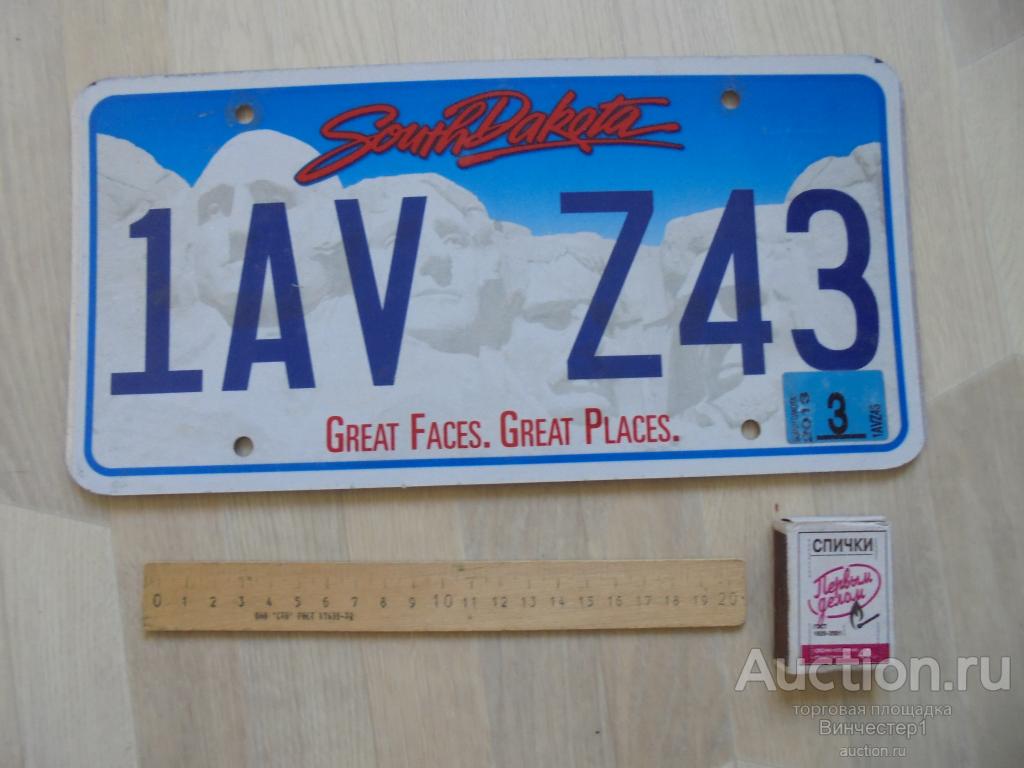 South Dakota
1AV Z43
GREAT FACES. GREAT PLACES.
2013
3
1AVZ43
0 1 2 3 4 5 6 7 8 9 10 11 12 13 14 15 16 17 18 19 20
СПИЧКИ
Первым
делом
ГОСТ
Auction.ru
торговая площадка
Винчестер1
auction.ru